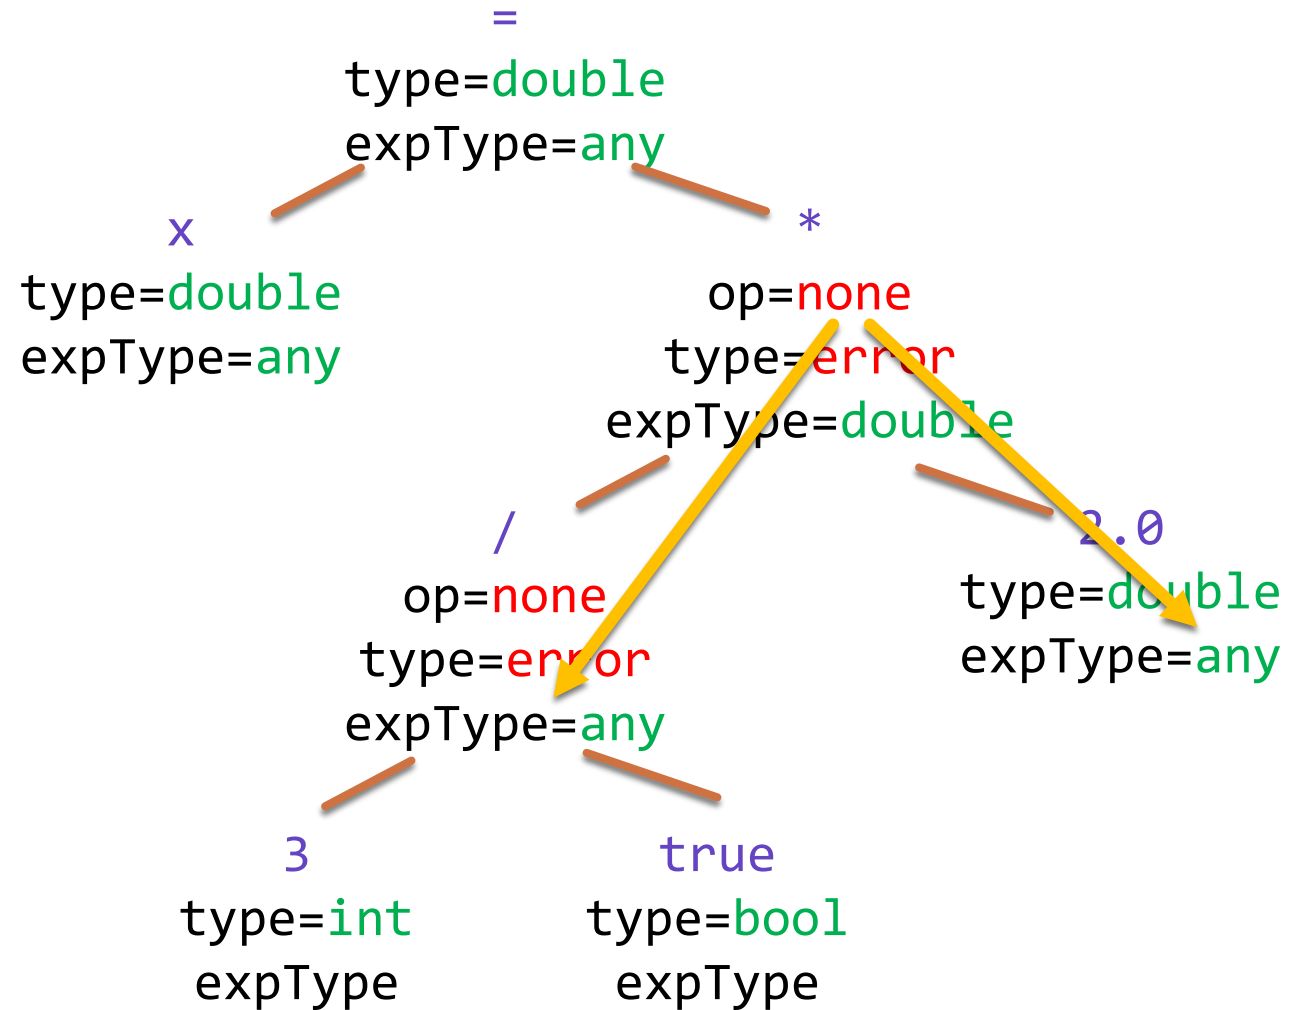 =
type=double
expType=any
x
type=double
expType=any
*
op=none
type=error
expType=double
/
op=none
type=error
expType=any
2.0
type=double
expType=any
3
type=int
expType
true
type=bool
expType